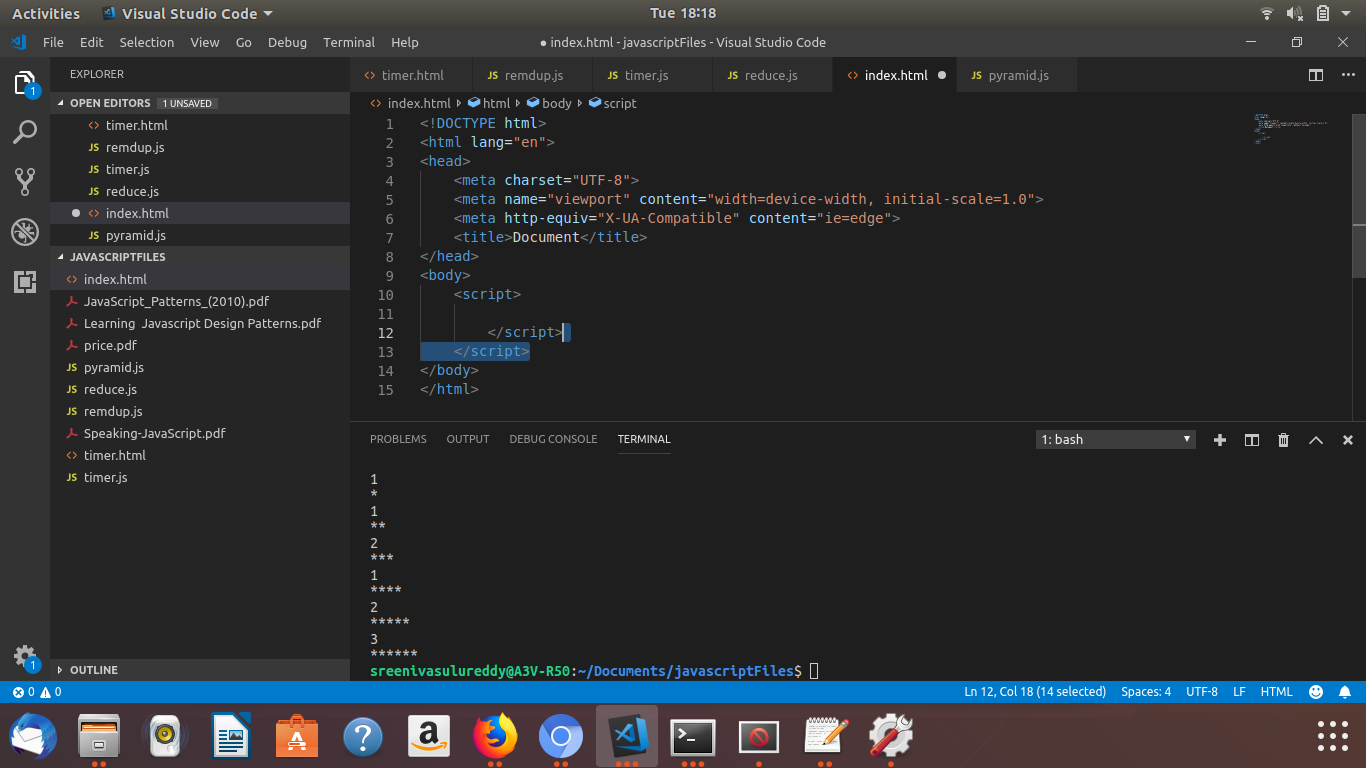 Activities Visual Studio Code Tue 18:18
File Edit Selection View Go Debug Terminal Help ● index.html - javascriptFiles - Visual Studio Code
EXPLORER
OPEN EDITORS 1 UNSAVED
timer.html
JS remdup.js
JS timer.js
JS reduce.js
index.html
JS pyramid.js
JAVASCRIPTFILES
index.html
JavaScript_Patterns_(2010).pdf
Learning Javascript Design Patterns.pdf
price.pdf
JS pyramid.js
JS reduce.js
JS remdup.js
Speaking-JavaScript.pdf
timer.html
JS timer.js
OUTLINE
1
1
timer.html JS remdup.js JS timer.js JS reduce.js index.html JS pyramid.js
index.html html body script
1 <!DOCTYPE html>
2 <html lang="en">
3 <head>
4     <meta charset="UTF-8">
5     <meta name="viewport" content="width=device-width, initial-scale=1.0">
6     <meta http-equiv="X-UA-Compatible" content="ie=edge">
7     <title>Document</title>
8 </head>
9 <body>
10     <script>
11
12         </script>
13     </script>
14 </body>
15 </html>
PROBLEMS OUTPUT DEBUG CONSOLE TERMINAL 1: bash
1
*
1
**
2
***
1
****
2
*****
3
******
sreenivasulureddy@A3V-R50:~/Documents/javascriptFiles$
0 0 Ln 12, Col 18 (14 selected) Spaces: 4 UTF-8 LF HTML